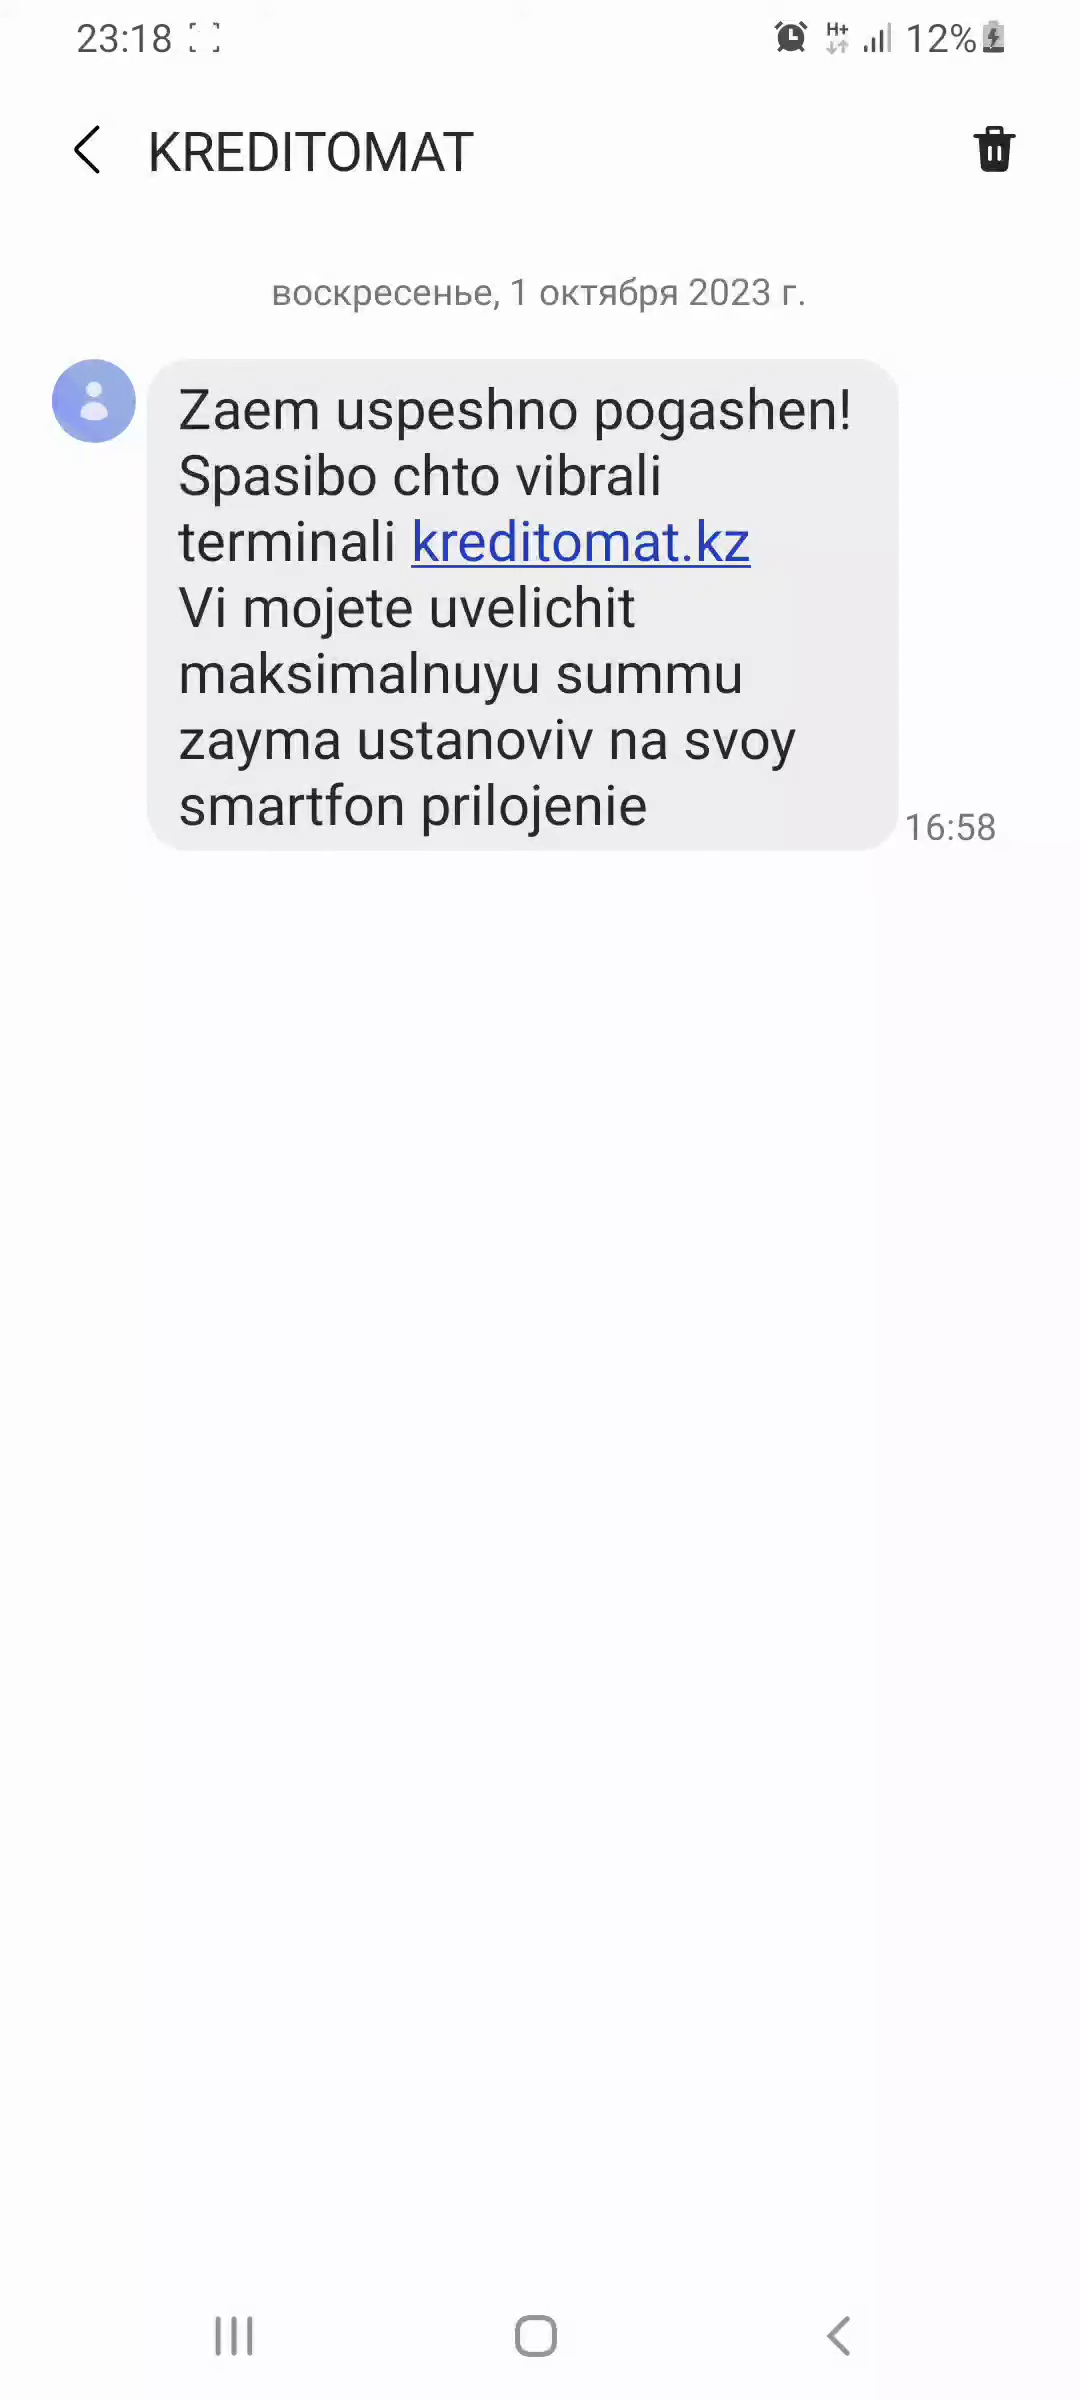 23:18 H+ 12%
KREDITOMAT
воскресенье, 1 октября 2023 г.
Zaem uspeshno pogashen!
Spasibo chto vibrali
terminali kreditomat.kz
Vi mojete uvelichit
maksimalnuyu summu
zayma ustanoviv na svoy
smartfon prilojenie
16:58